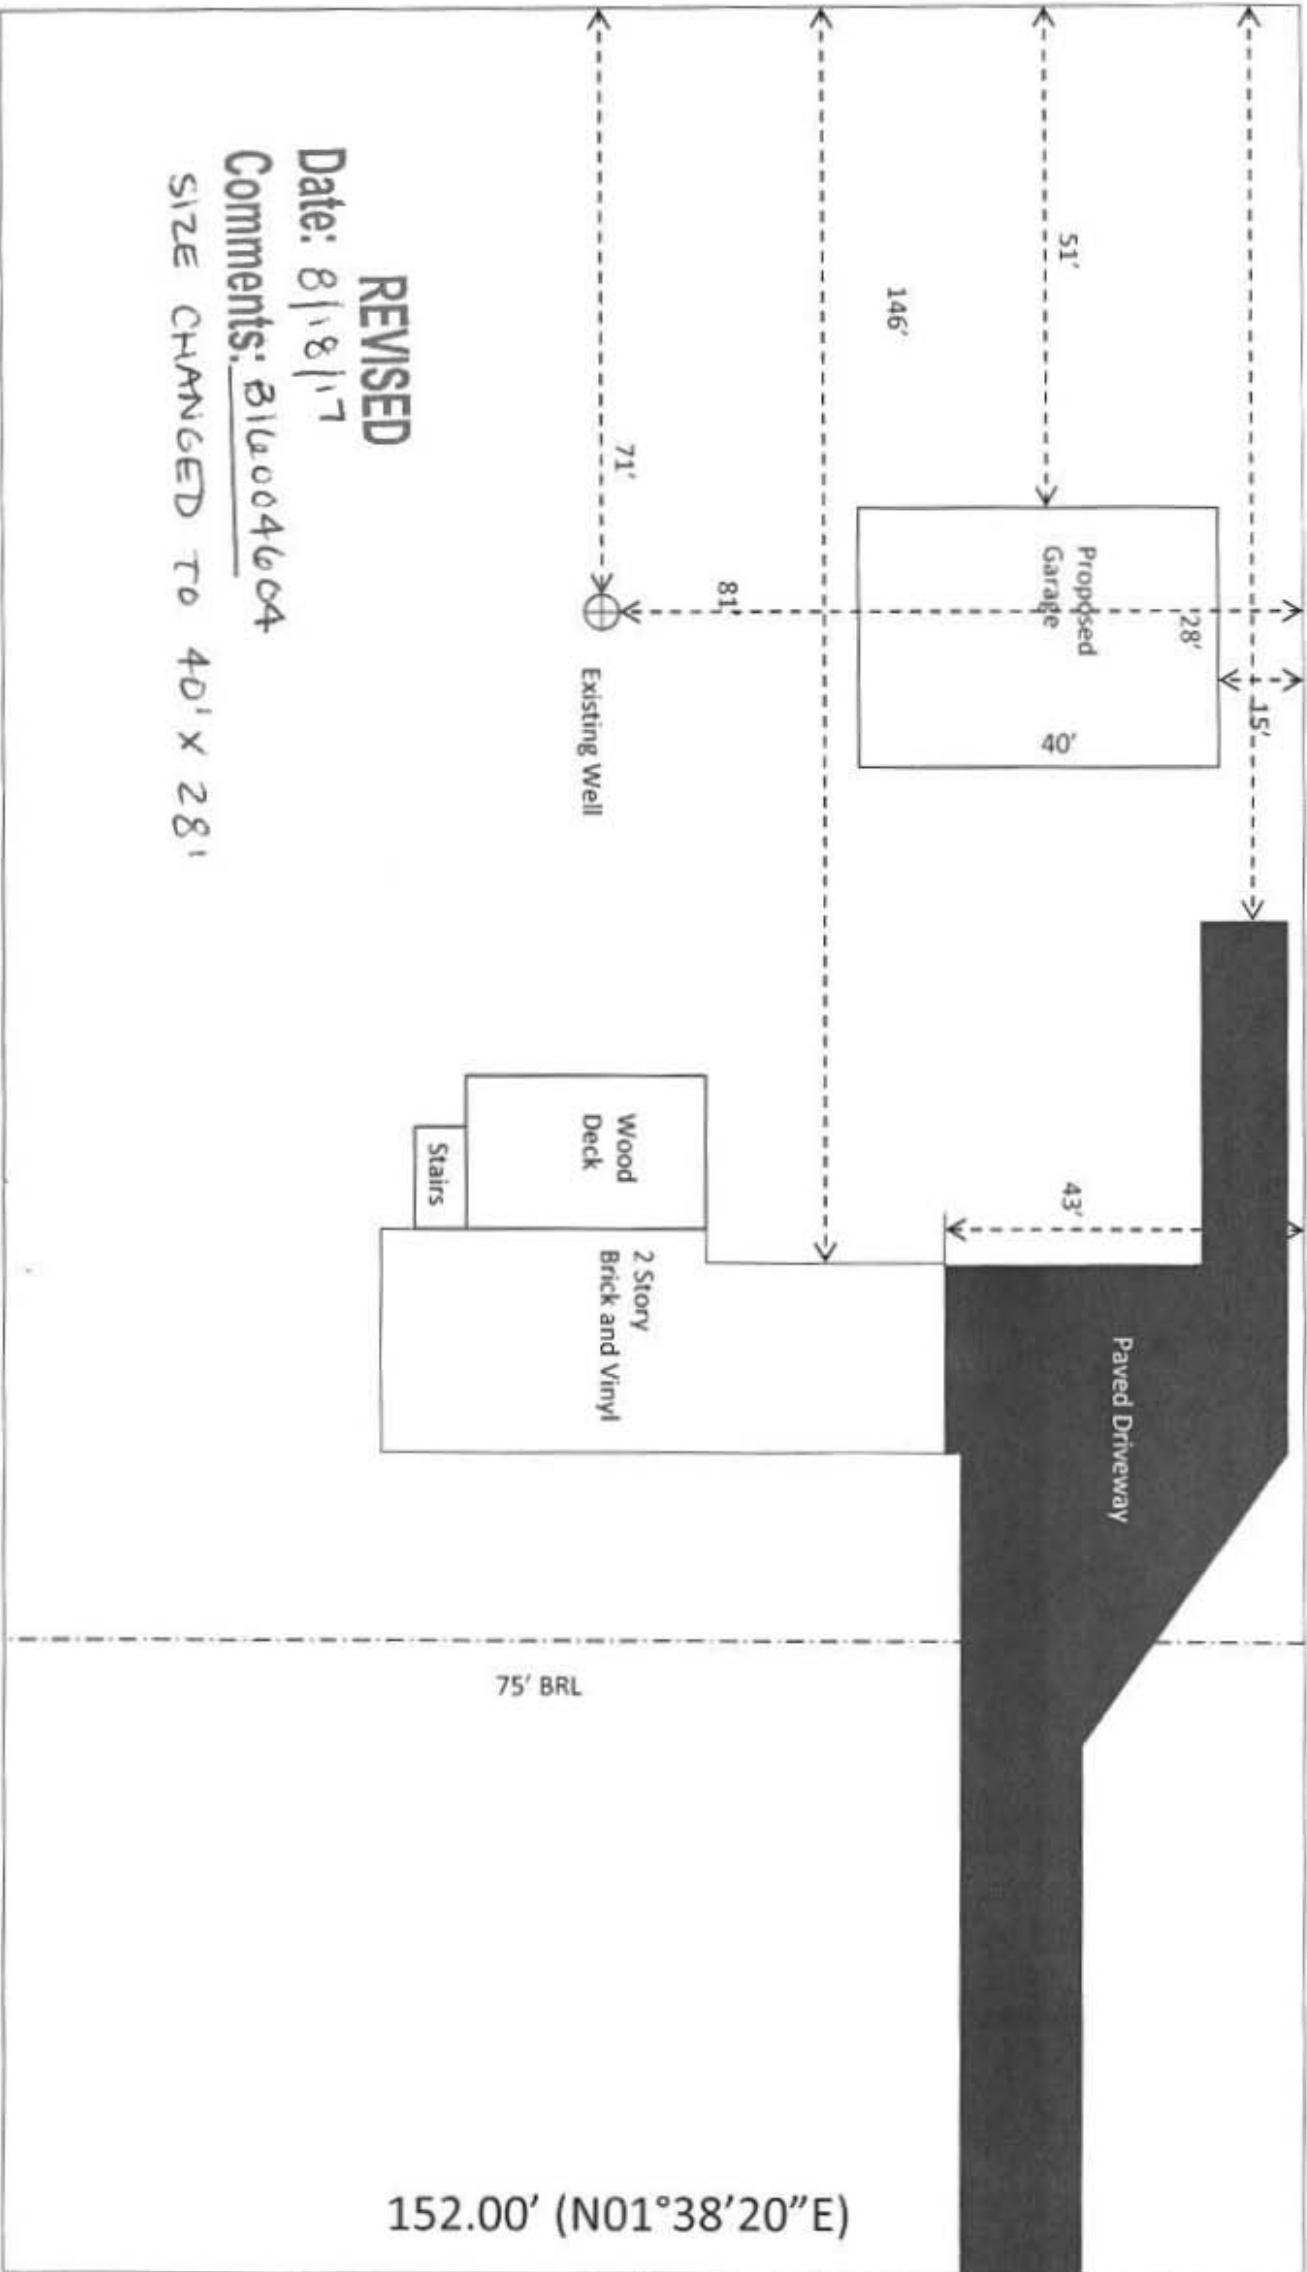 51'
146'
71'
81'
Proposed
Garage
28'
40'
15'
Existing Well
REVISED
Date: 8/18/17
Comments: B16004604
SIZE CHANGED TO 40' X 28'
Wood
Deck
Stairs
43'
2 Story
Brick and Vinyl
Paved Driveway
75' BRL
152.00' (N01°38'20”E)